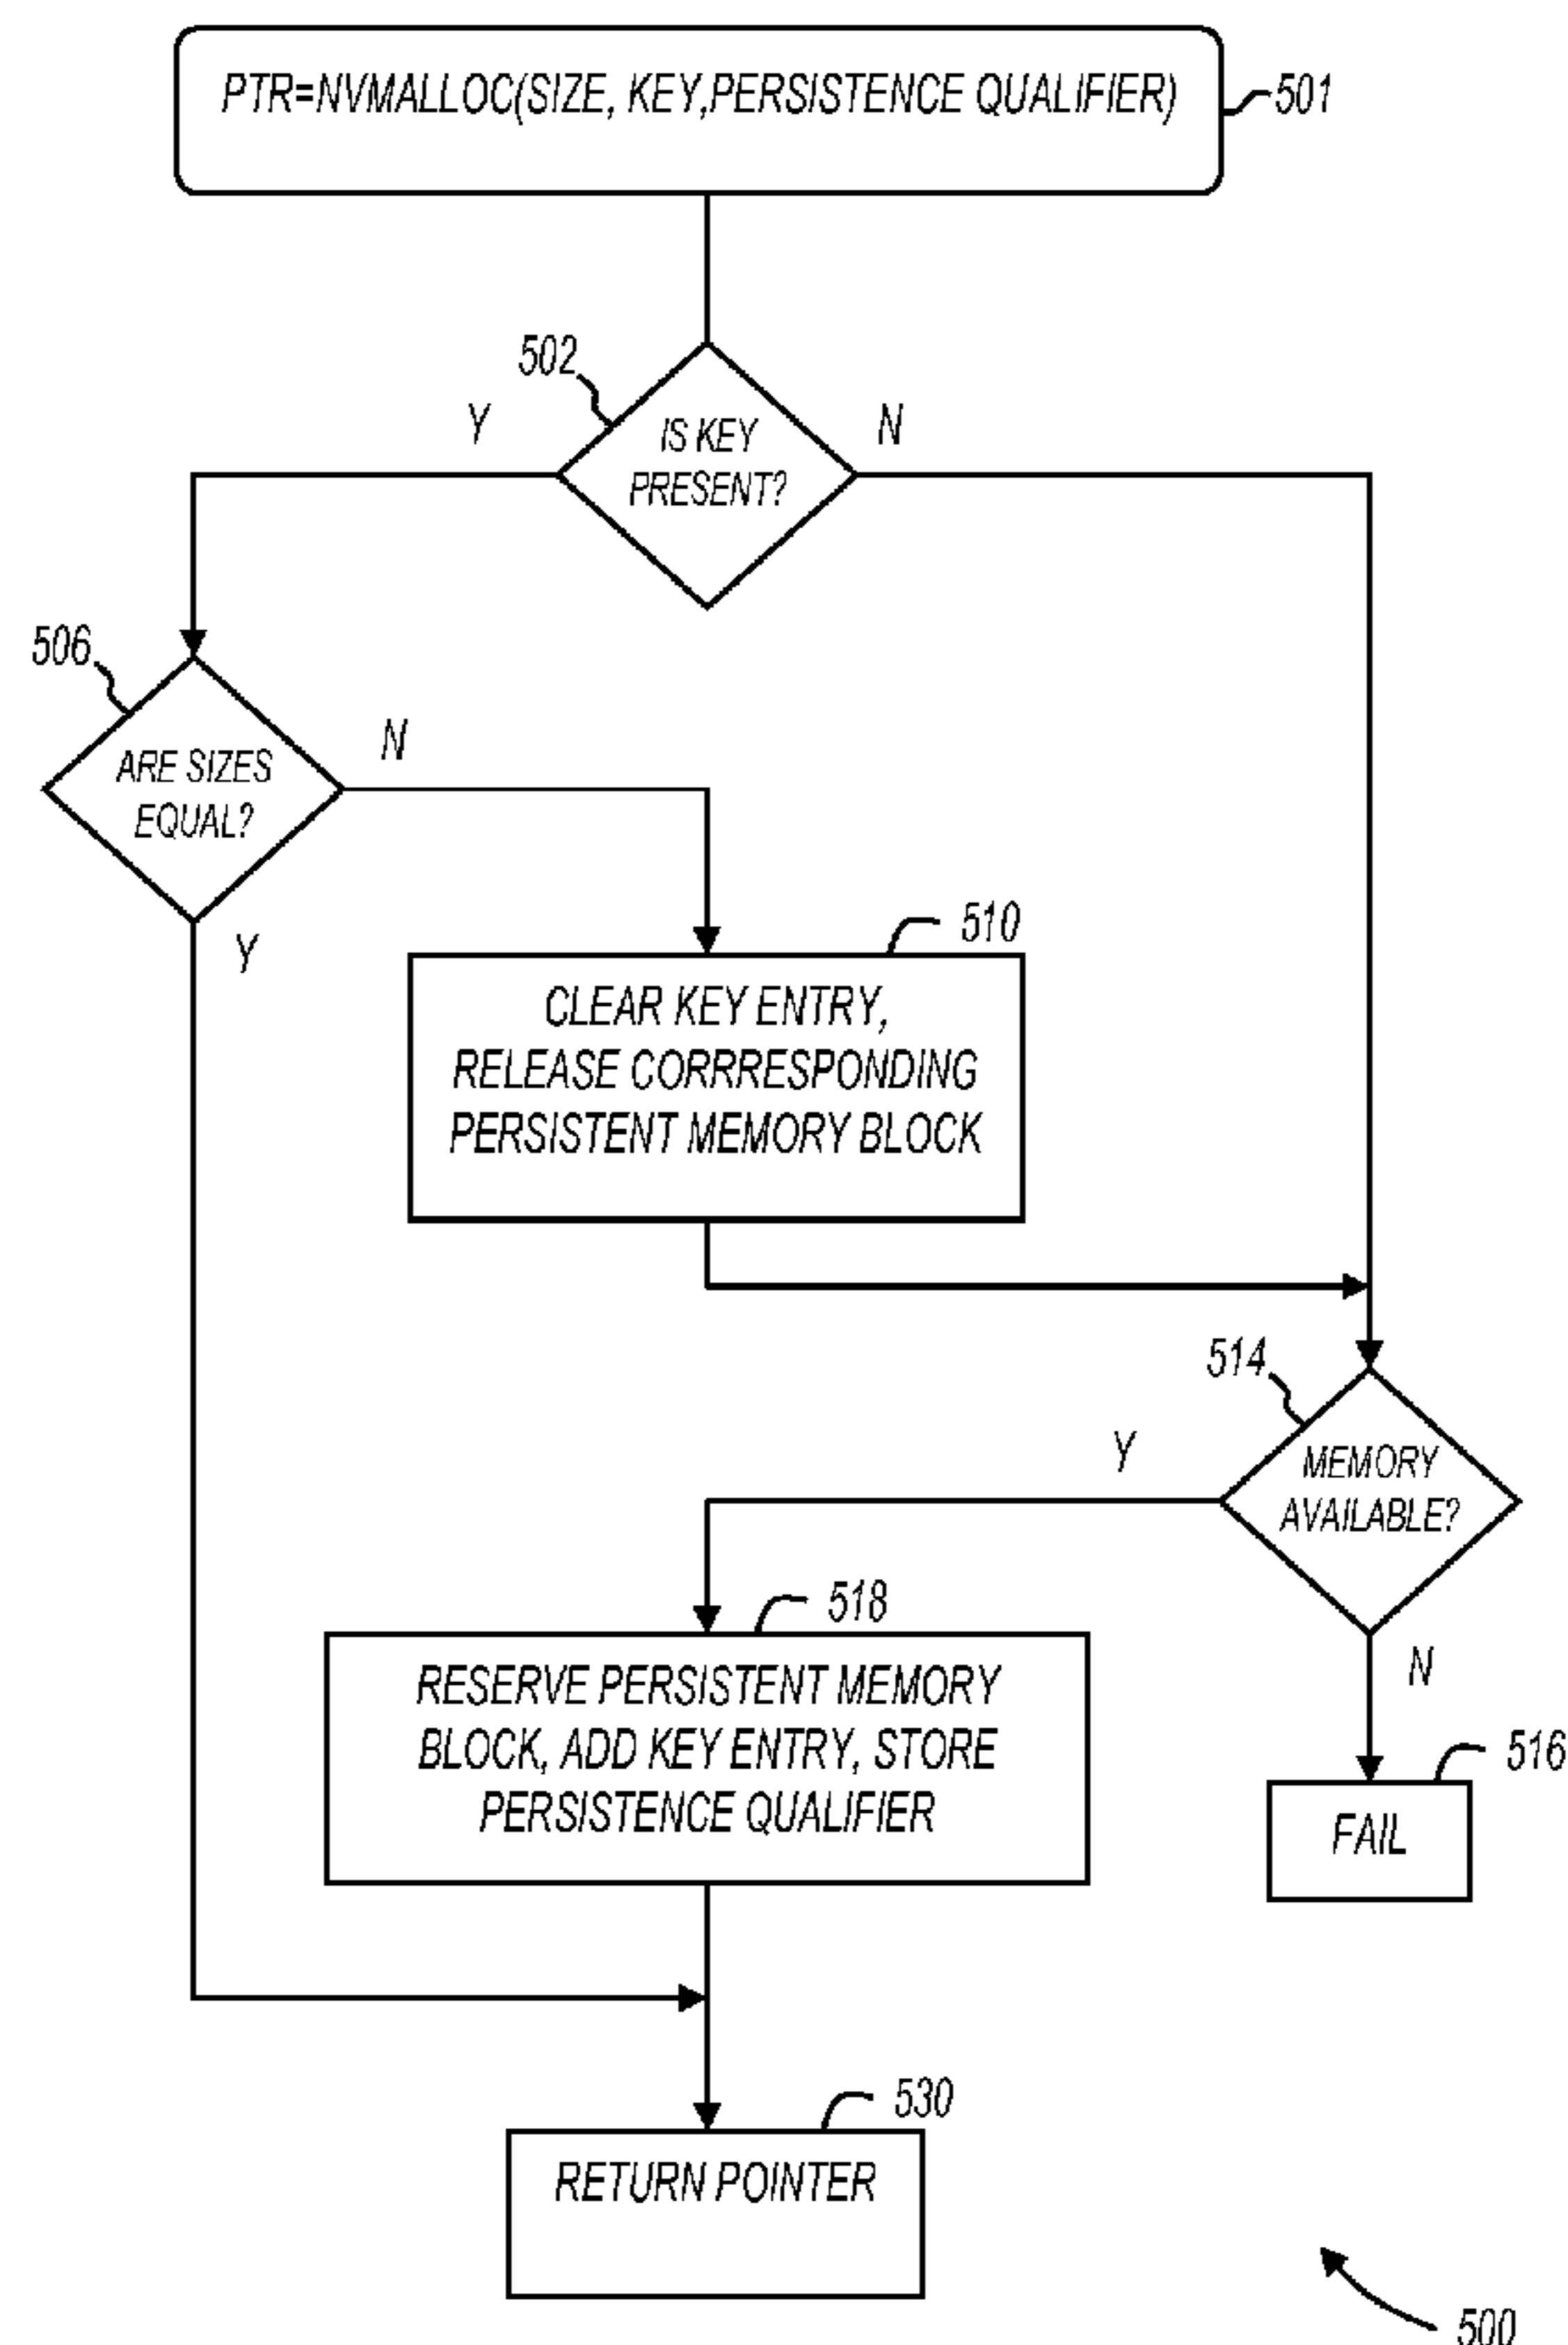 PTR=NVMALLOC(SIZE, KEY,PERSISTENCE QUALIFIER)
501
502
Y
IS KEY
PRESENT?
N
506
ARE SIZES
EQUAL?
N
Y
510
CLEAR KEY ENTRY,
RELEASE CORRRESPONDING
PERSISTENT MEMORY BLOCK
514
Y
MEMORY
AVAILABLE?
N
518
RESERVE PERSISTENT MEMORY
BLOCK, ADD KEY ENTRY, STORE
PERSISTENCE QUALIFIER
516
FAIL
530
RETURN POINTER
500